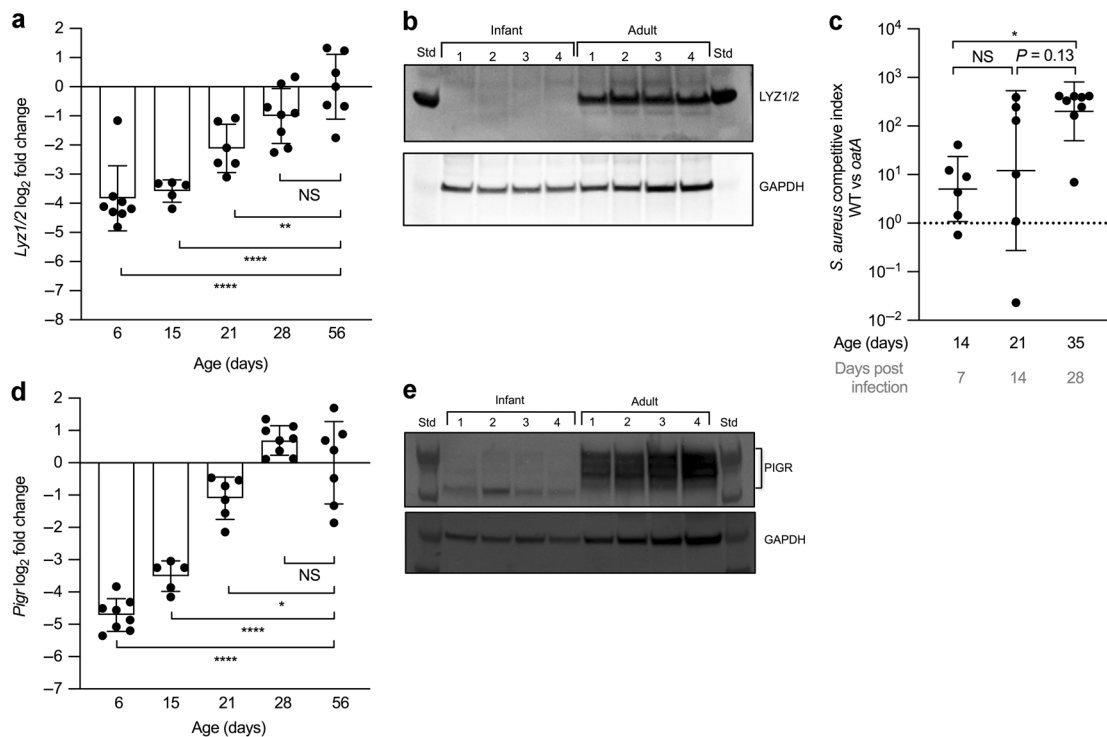 a
2
1
0
–1
–2
–3
–4
–5
–6
–7
–8
Lyz1/2 log2 fold change
NS
**
****
****
6 15 21 28 56
Age (days)
b
Infant Adult
Std 1 2 3 4 1 2 3 4 Std
LYZ1/2
GAPDH
c
*
NS P = 0.13
10^4
10^3
10^2
10^1
10^0
10^–1
10^–2
S. aureus competitive index
WT vs oatA
Age (days) 14 21 35
Days post
infection 7 14 28
d
2
1
0
–1
–2
–3
–4
–5
–6
–7
Pigr log2 fold change
NS
*
****
****
6 15 21 28 56
Age (days)
e
Infant Adult
Std 1 2 3 4 1 2 3 4 Std
PIGR
GAPDH